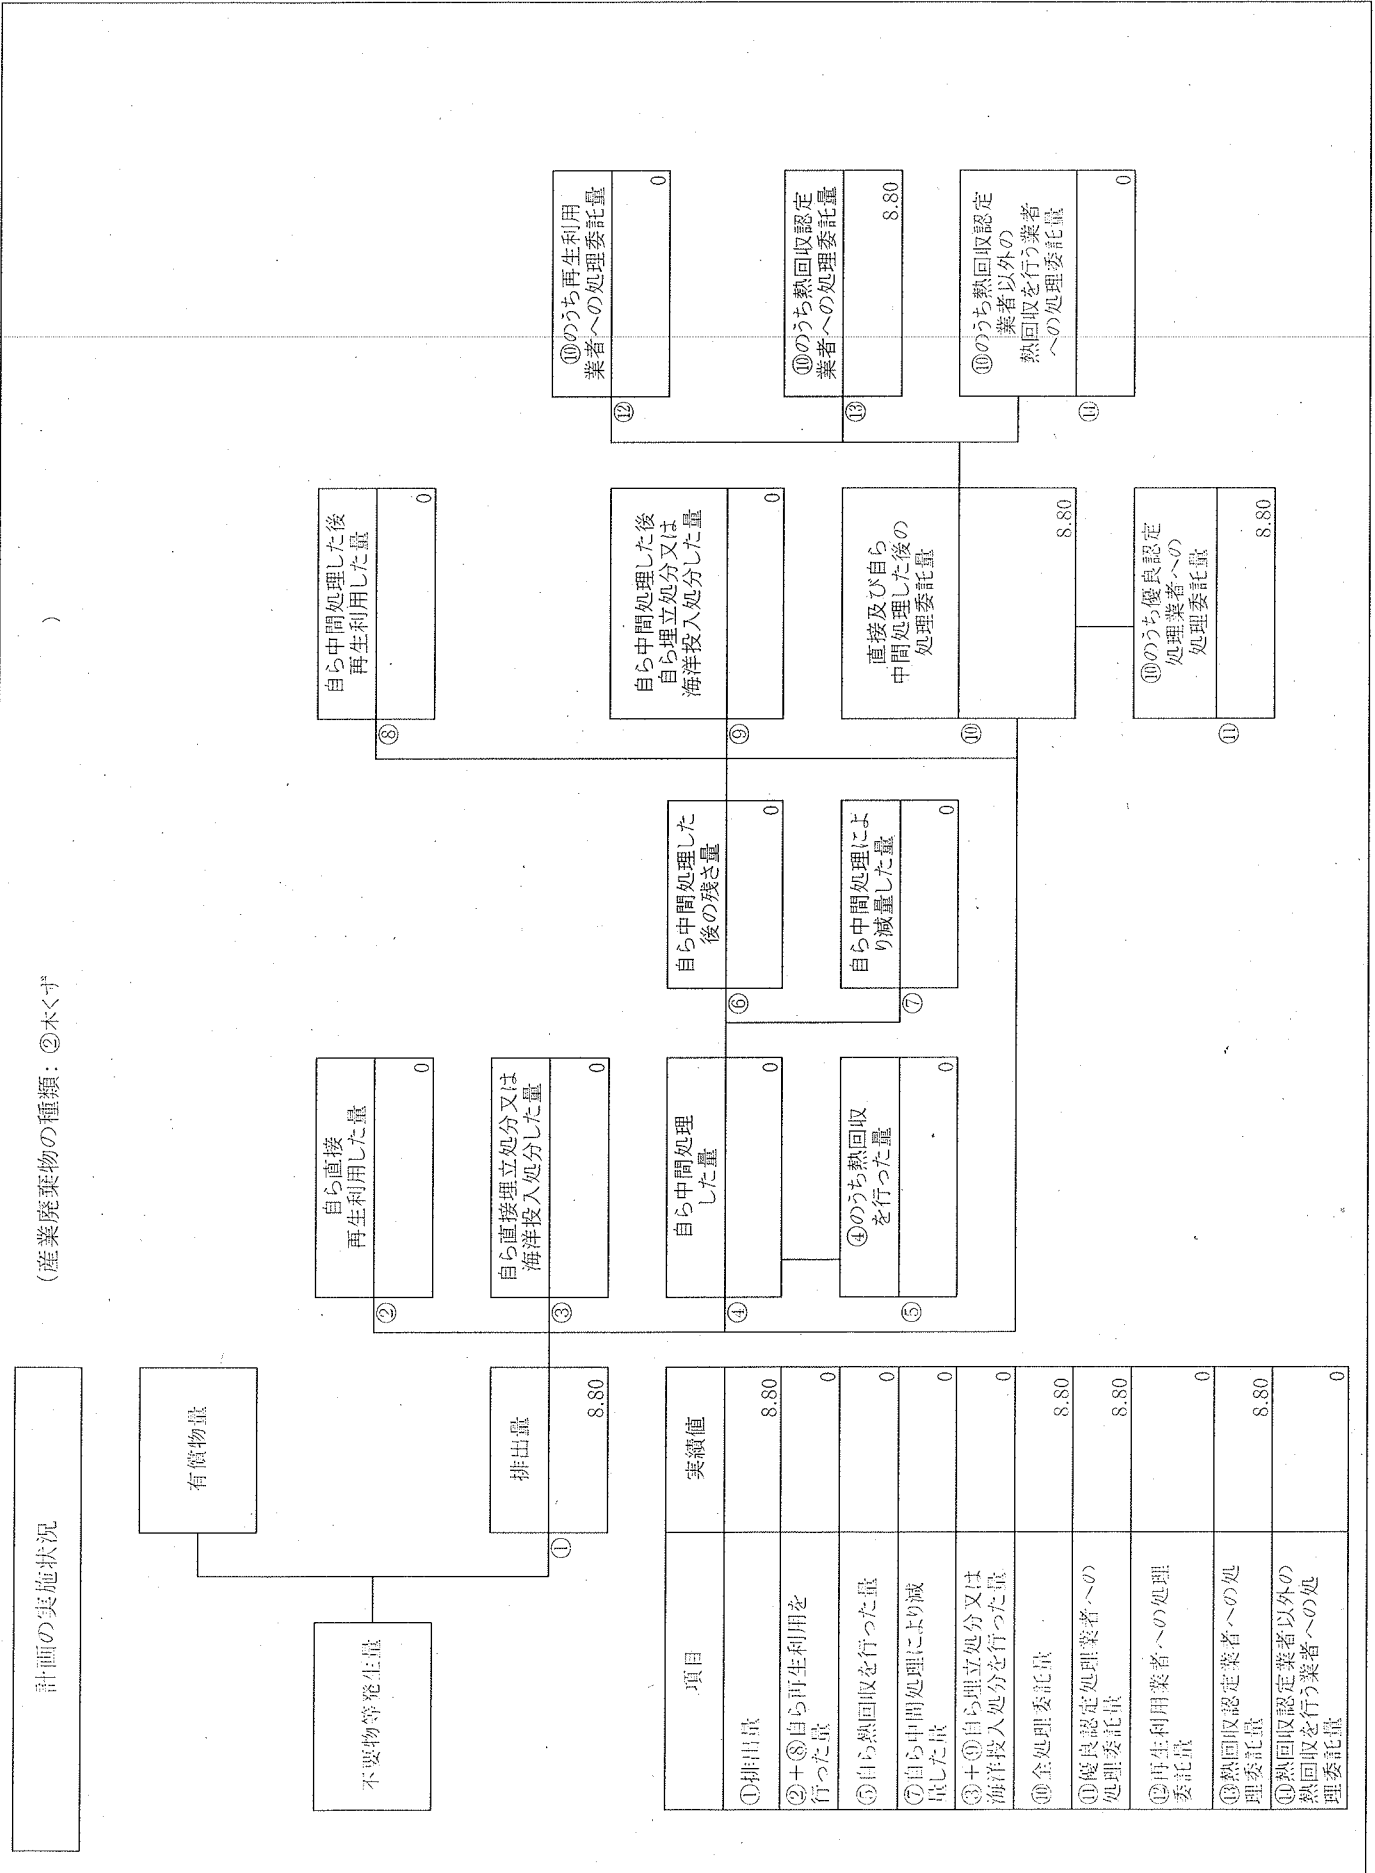 計画の実施状況
(産業廃棄物の種類：②木くず
)
有償物量
不要物等発生量
排出量
①
8.80
自ら直接
再生利用した量
②
0
自ら直接埋立処分又は
海洋投入処分した量
③
0
自ら中間処理
した量
④
0
④のうち熱回収
を行った量
⑤
0
自ら中間処理した
後の残さ量
⑥
0
自ら中間処理によ
り減量した量
⑦
0
自ら中間処理した後
再生利用した量
⑧
0
自ら中間処理した後
自ら埋立処分又は
海洋投入処分した量
⑨
0
直接及び自ら
中間処理した後の
処理委託量
⑩
8.80
⑩のうち優良認定
処理業者への
処理委託量
⑪
8.80
⑩のうち再生利用
業者への処理委託量
⑫
0
⑩のうち熱回収認定
業者への処理委託量
⑬
8.80
⑩のうち熱回収認定
業者以外の
熱回収を行う業者
への処理委託量
⑭
0
項目 実績値
①排出量 8.80
②＋⑧自ら再生利用を
行った量 0
⑤自ら熱回収を行った量 0
⑦自ら中間処理により減
量した量 0
③＋⑨自ら埋立処分又は
海洋投入処分を行った量 0
⑩全処理委託量 8.80
⑪優良認定処理業者への
処理委託量 8.80
⑫再生利用業者への処理
委託量 0
⑬熱回収認定業者への処
理委託量 8.80
⑭熱回収認定業者以外の
熱回収を行う業者への処
理委託量 0